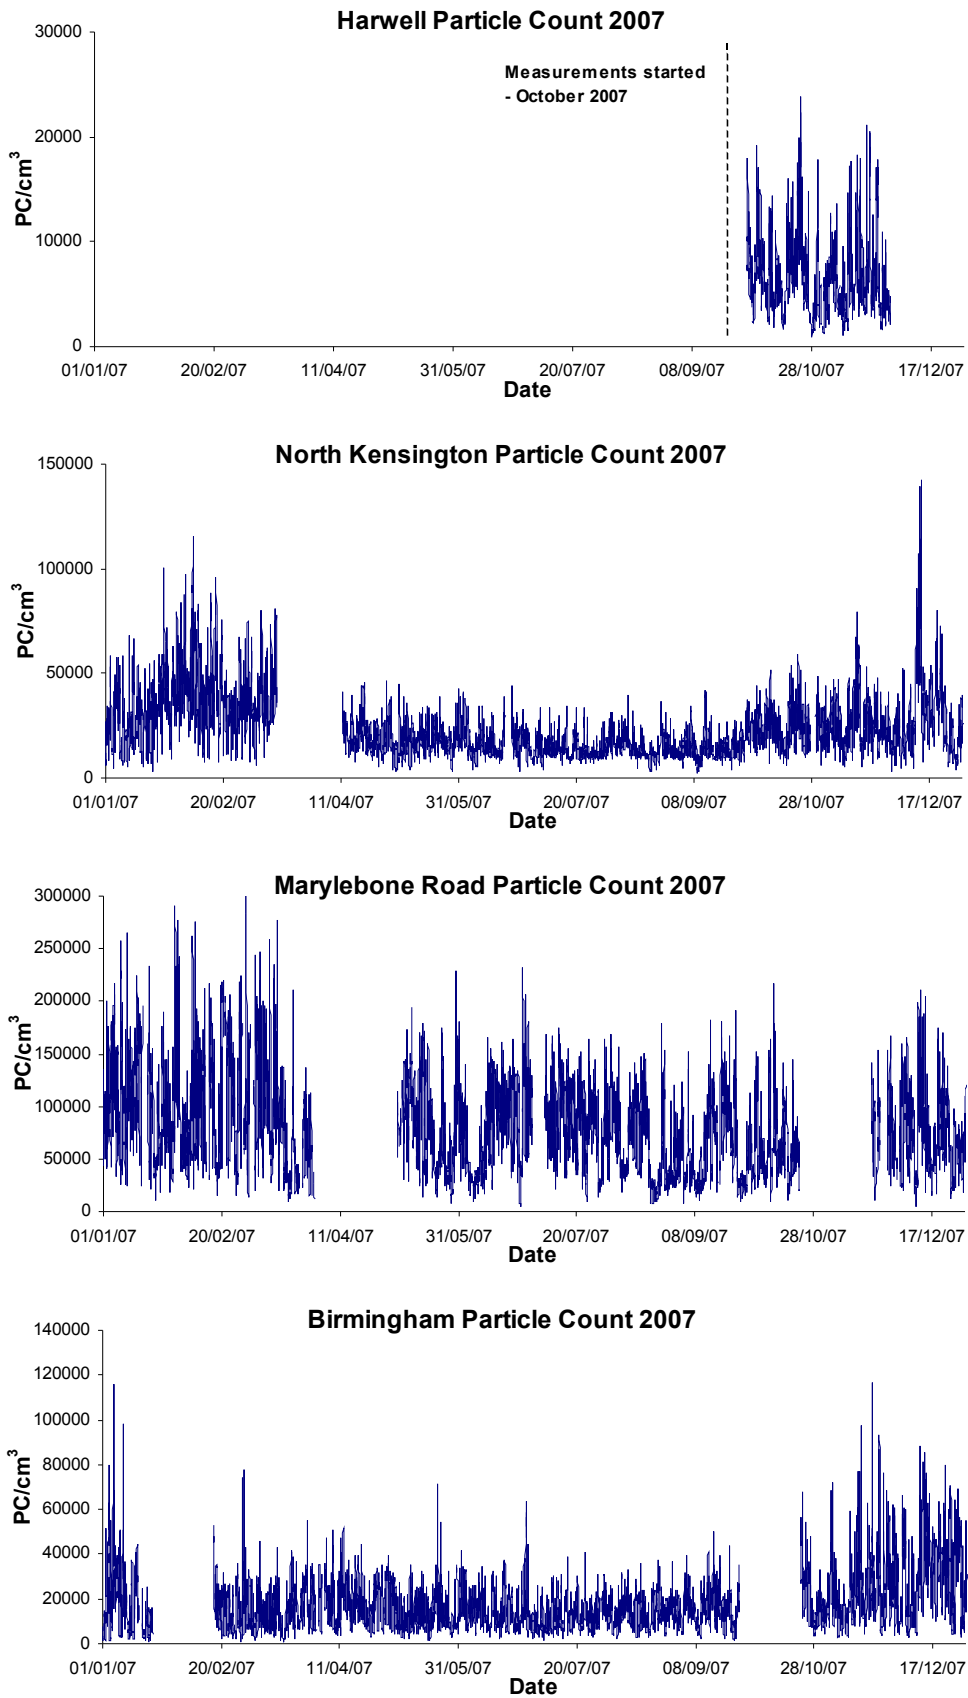 Harwell Particle Count 2007
30000
20000
10000
0
PC/cm³
Measurements started
- October 2007
01/01/07 20/02/07 11/04/07 31/05/07 20/07/07 08/09/07 28/10/07 17/12/07
Date
North Kensington Particle Count 2007
150000
100000
50000
0
PC/cm³
01/01/07 20/02/07 11/04/07 31/05/07 20/07/07 08/09/07 28/10/07 17/12/07
Date
Marylebone Road Particle Count 2007
300000
250000
200000
150000
100000
50000
0
PC/cm³
01/01/07 20/02/07 11/04/07 31/05/07 20/07/07 08/09/07 28/10/07 17/12/07
Date
Birmingham Particle Count 2007
140000
120000
100000
80000
60000
40000
20000
0
PC/cm³
01/01/07 20/02/07 11/04/07 31/05/07 20/07/07 08/09/07 28/10/07 17/12/07
Date